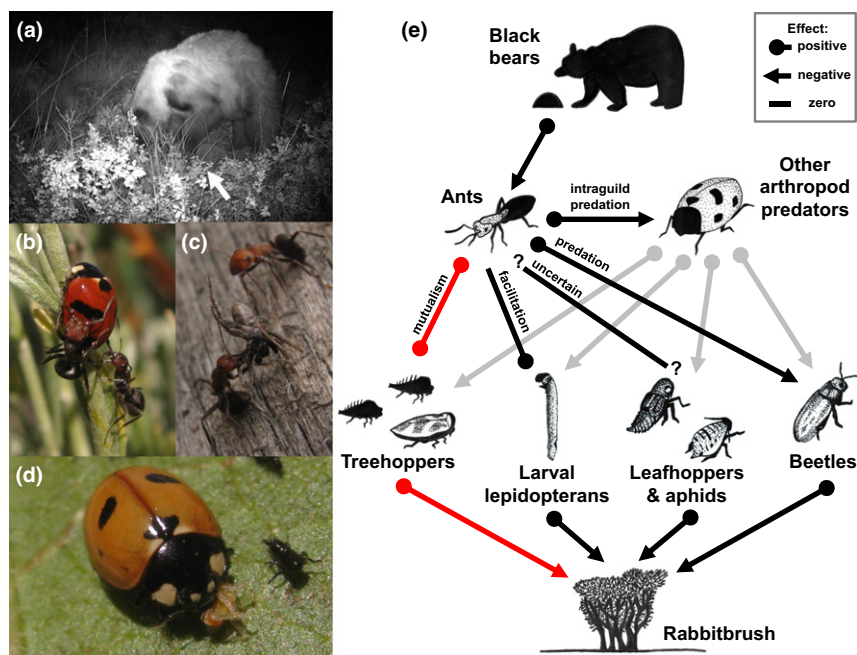 (a)
(b)
(c)
(d)
(e)
Black
bears
Effect:
positive
negative
zero
Ants
intraguild
predation
Other
arthropod
predators
predation
? uncertain
facilitation
mutualism
?
Treehoppers
Larval
lepidopterans
Leafhoppers
& aphids
Beetles
Rabbitbrush